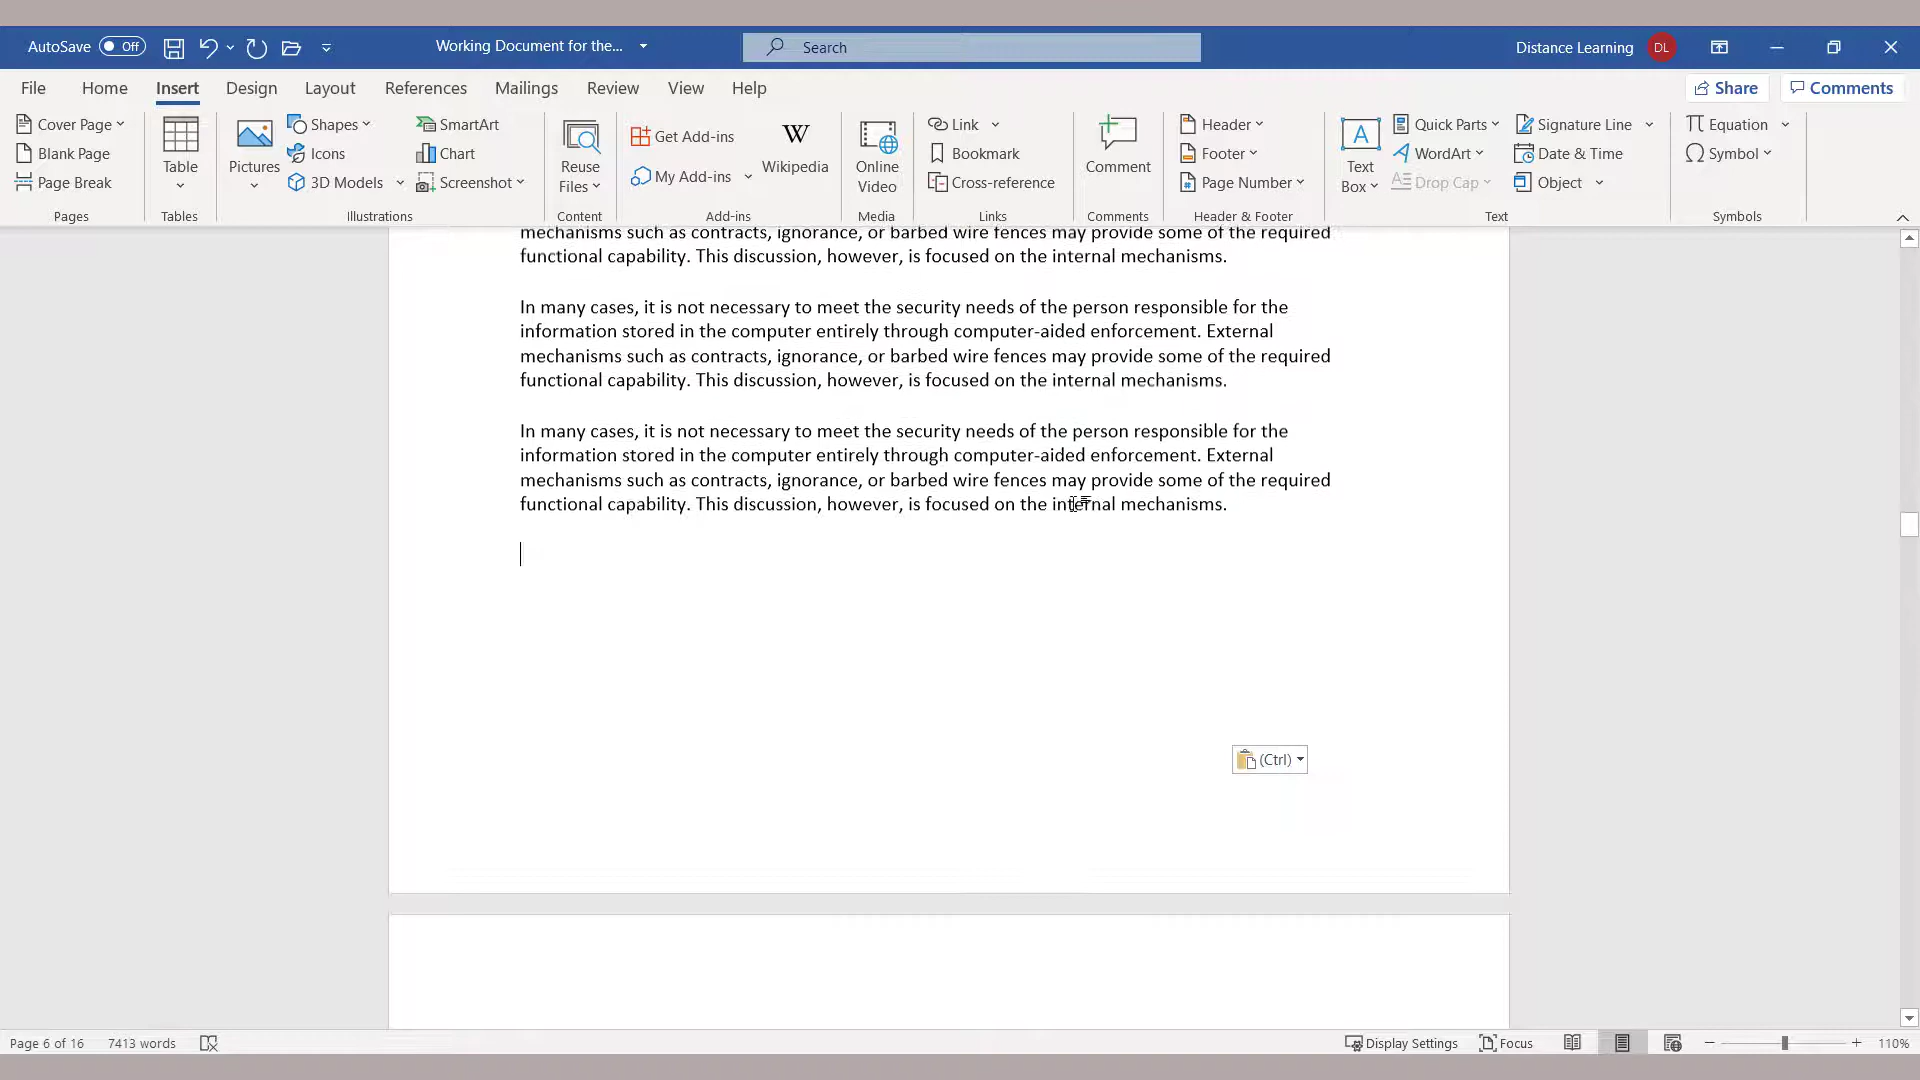 AutoSave Off Working Document for the... Search Distance Learning DL
File Home Insert Design Layout References Mailings Review View Help Share Comments
Cover Page
Blank Page
Page Break
Pages
Table
Tables
Pictures
Shapes
Icons
3D Models
SmartArt
Chart
Screenshot
Illustrations
Reuse
Files
Content
Get Add-ins
My Add-ins
W
Wikipedia
Add-ins
Online
Video
Media
Link
Bookmark
Cross-reference
Links
Comment
Comments
Header
Footer
Page Number
Header & Footer
A
Text
Box
Quick Parts
WordArt
Drop Cap
Signature Line
Date & Time
Object
Text
Equation
Symbol
Symbols
mechanisms such as contracts, ignorance, or barbed wire fences may provide some of the required
functional capability. This discussion, however, is focused on the internal mechanisms.
In many cases, it is not necessary to meet the security needs of the person responsible for the
information stored in the computer entirely through computer-aided enforcement. External
mechanisms such as contracts, ignorance, or barbed wire fences may provide some of the required
functional capability. This discussion, however, is focused on the internal mechanisms.
In many cases, it is not necessary to meet the security needs of the person responsible for the
information stored in the computer entirely through computer-aided enforcement. External
mechanisms such as contracts, ignorance, or barbed wire fences may provide some of the required
functional capability. This discussion, however, is focused on the internal mechanisms.
(Ctrl)
Page 6 of 16 7413 words Display Settings Focus 110%